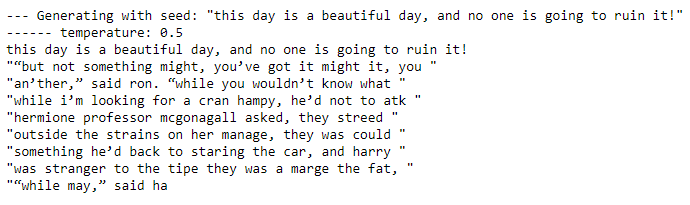 --- Generating with seed: "this day is a beautiful day, and no one is going to ruin it!"
------ temperature: 0.5
this day is a beautiful day, and no one is going to ruin it!
"“but not something might, you’ve got it might it, you "
"an’ther,” said ron. “while you wouldn’t know what "
"while i’m looking for a cran hampy, he’d not to atk "
"hermione professor mcgonagall asked, they streed "
"outside the strains on her manage, they was could "
"something he’d back to staring the car, and harry "
"was stranger to the tipe they was a marge the fat, "
"“while may,” said ha